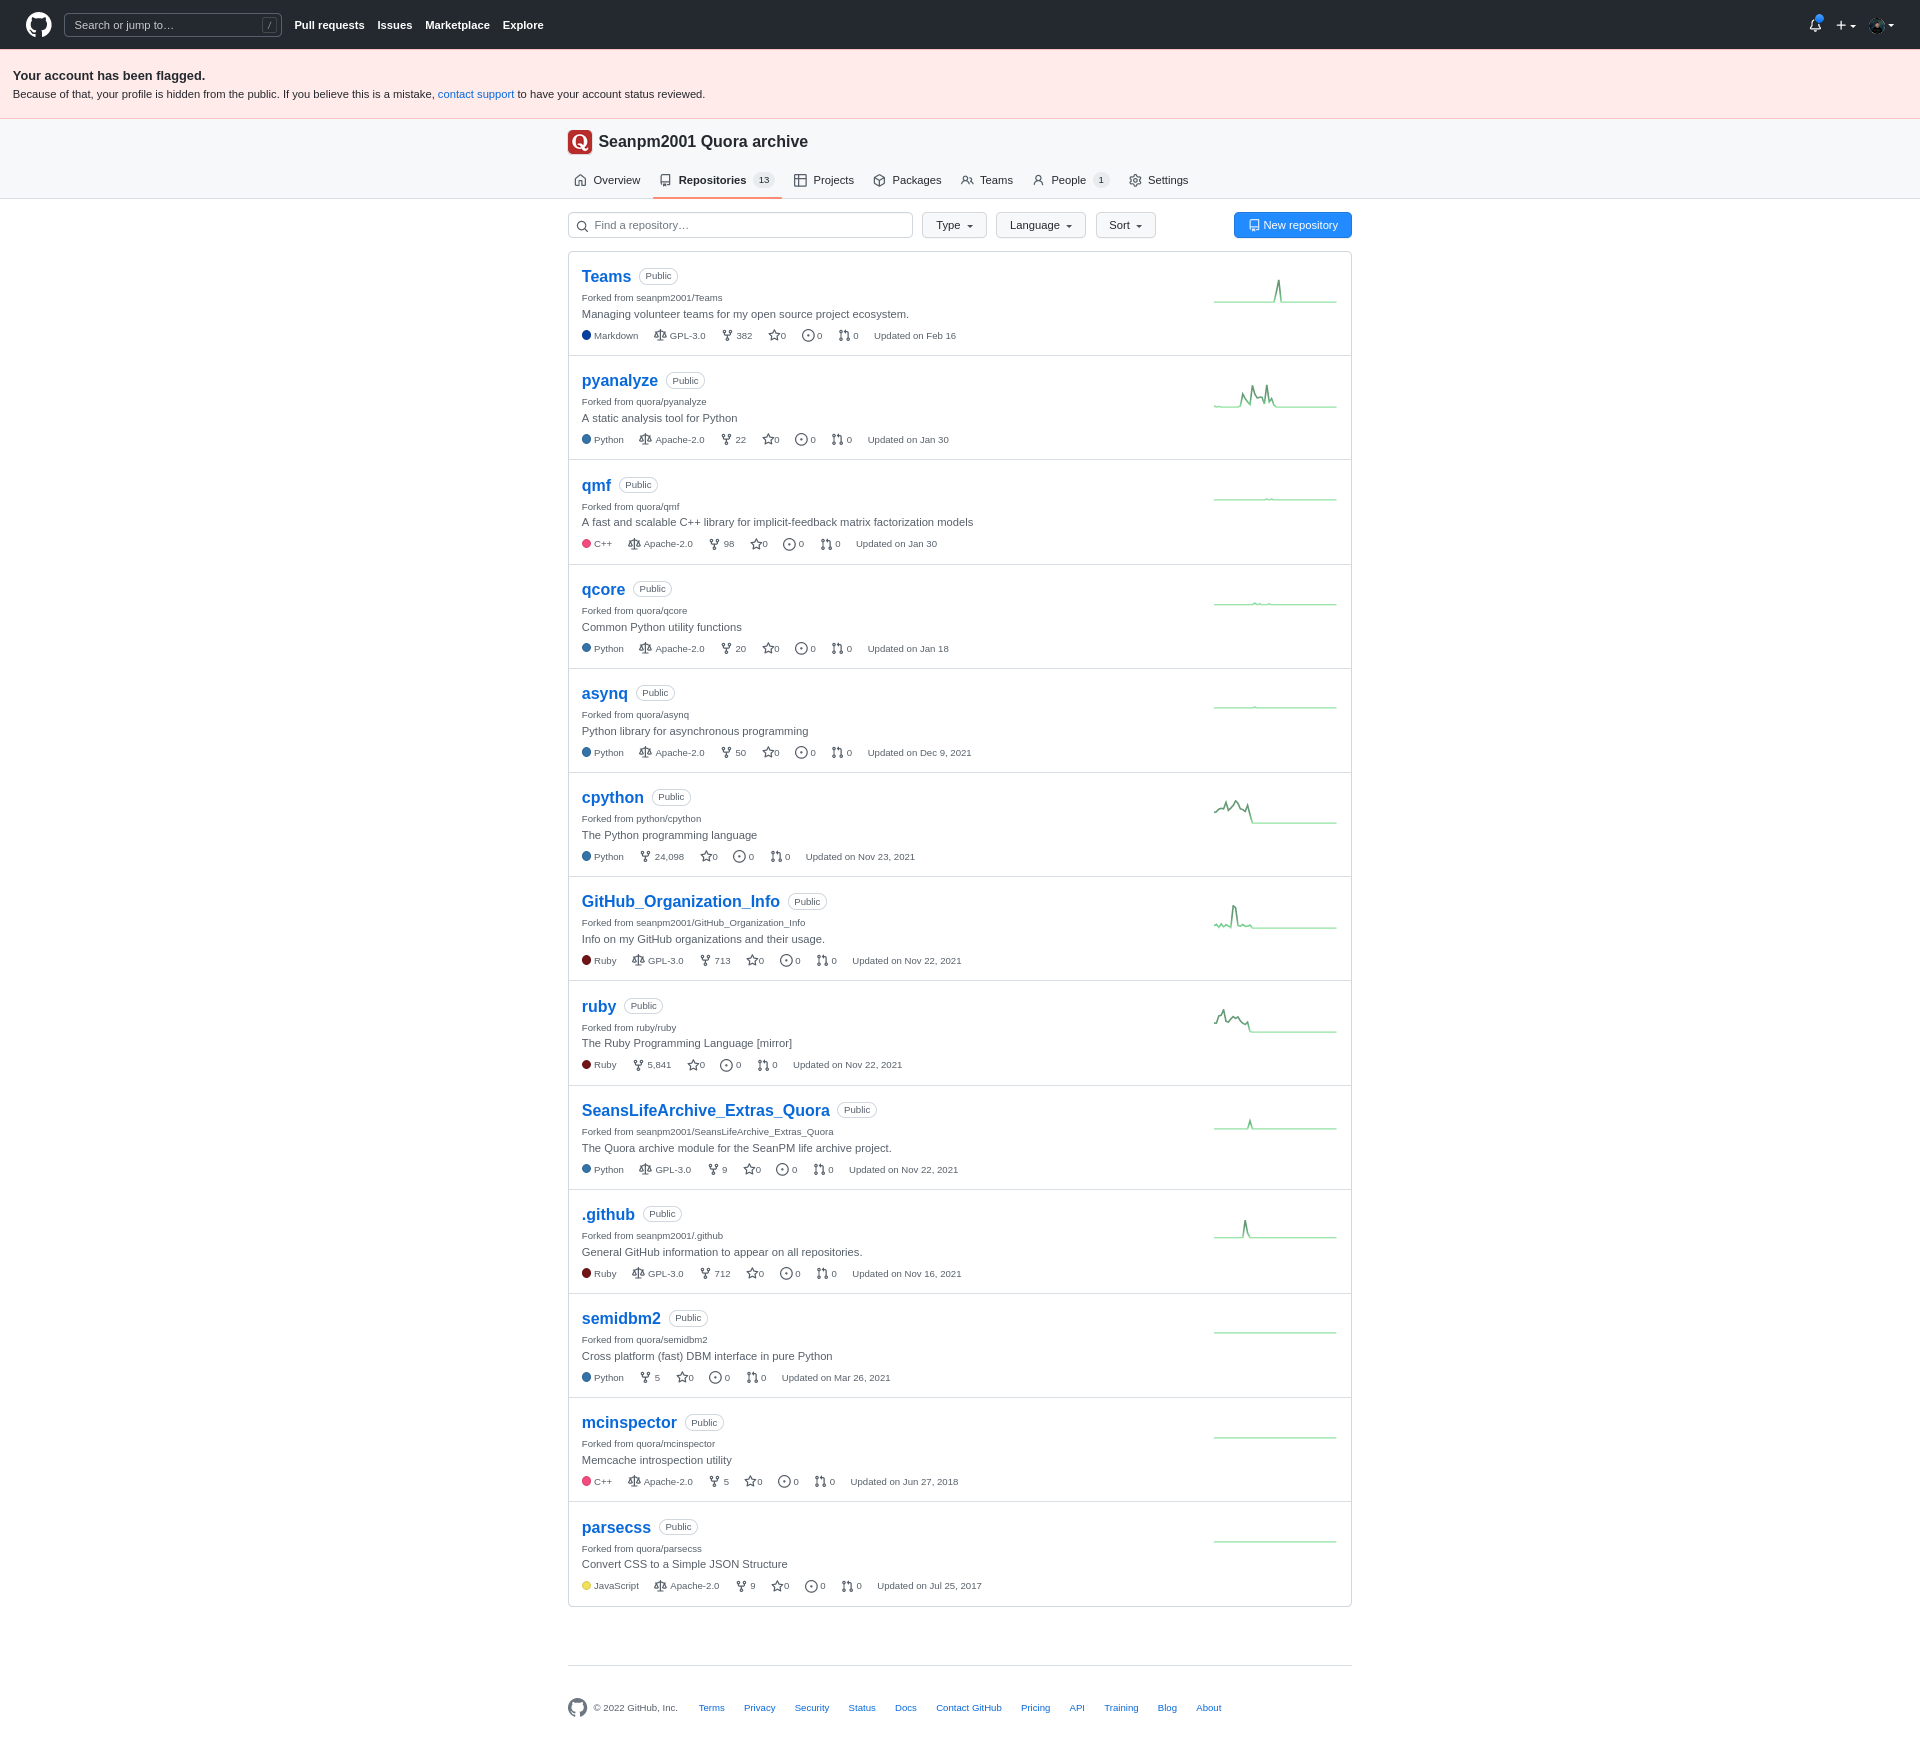 Search or jump to…
/
Pull requests Issues Marketplace Explore
Your account has been flagged.
Because of that, your profile is hidden from the public. If you believe this is a mistake, contact support to have your account status reviewed.
Q Seanpm2001 Quora archive
Overview Repositories 13 Projects Packages Teams People 1 Settings
Find a repository… Type Language Sort New repository
Teams Public
Forked from seanpm2001/Teams
Managing volunteer teams for my open source project ecosystem.
Markdown GPL-3.0 382 0 0 0 Updated on Feb 16
pyanalyze Public
Forked from quora/pyanalyze
A static analysis tool for Python
Python Apache-2.0 22 0 0 0 Updated on Jan 30
qmf Public
Forked from quora/qmf
A fast and scalable C++ library for implicit-feedback matrix factorization models
C++ Apache-2.0 98 0 0 0 Updated on Jan 30
qcore Public
Forked from quora/qcore
Common Python utility functions
Python Apache-2.0 20 0 0 0 Updated on Jan 18
asynq Public
Forked from quora/asynq
Python library for asynchronous programming
Python Apache-2.0 50 0 0 0 Updated on Dec 9, 2021
cpython Public
Forked from python/cpython
The Python programming language
Python 24,098 0 0 0 Updated on Nov 23, 2021
GitHub_Organization_Info Public
Forked from seanpm2001/GitHub_Organization_Info
Info on my GitHub organizations and their usage.
Ruby GPL-3.0 713 0 0 0 Updated on Nov 22, 2021
ruby Public
Forked from ruby/ruby
The Ruby Programming Language [mirror]
Ruby 5,841 0 0 0 Updated on Nov 22, 2021
SeansLifeArchive_Extras_Quora Public
Forked from seanpm2001/SeansLifeArchive_Extras_Quora
The Quora archive module for the SeanPM life archive project.
Python GPL-3.0 9 0 0 0 Updated on Nov 22, 2021
.github Public
Forked from seanpm2001/.github
General GitHub information to appear on all repositories.
Ruby GPL-3.0 712 0 0 0 Updated on Nov 16, 2021
semidbm2 Public
Forked from quora/semidbm2
Cross platform (fast) DBM interface in pure Python
Python 5 0 0 0 Updated on Mar 26, 2021
mcinspector Public
Forked from quora/mcinspector
Memcache introspection utility
C++ Apache-2.0 5 0 0 0 Updated on Jun 27, 2018
parsecss Public
Forked from quora/parsecss
Convert CSS to a Simple JSON Structure
JavaScript Apache-2.0 9 0 0 0 Updated on Jul 25, 2017
© 2022 GitHub, Inc. Terms Privacy Security Status Docs Contact GitHub Pricing API Training Blog About